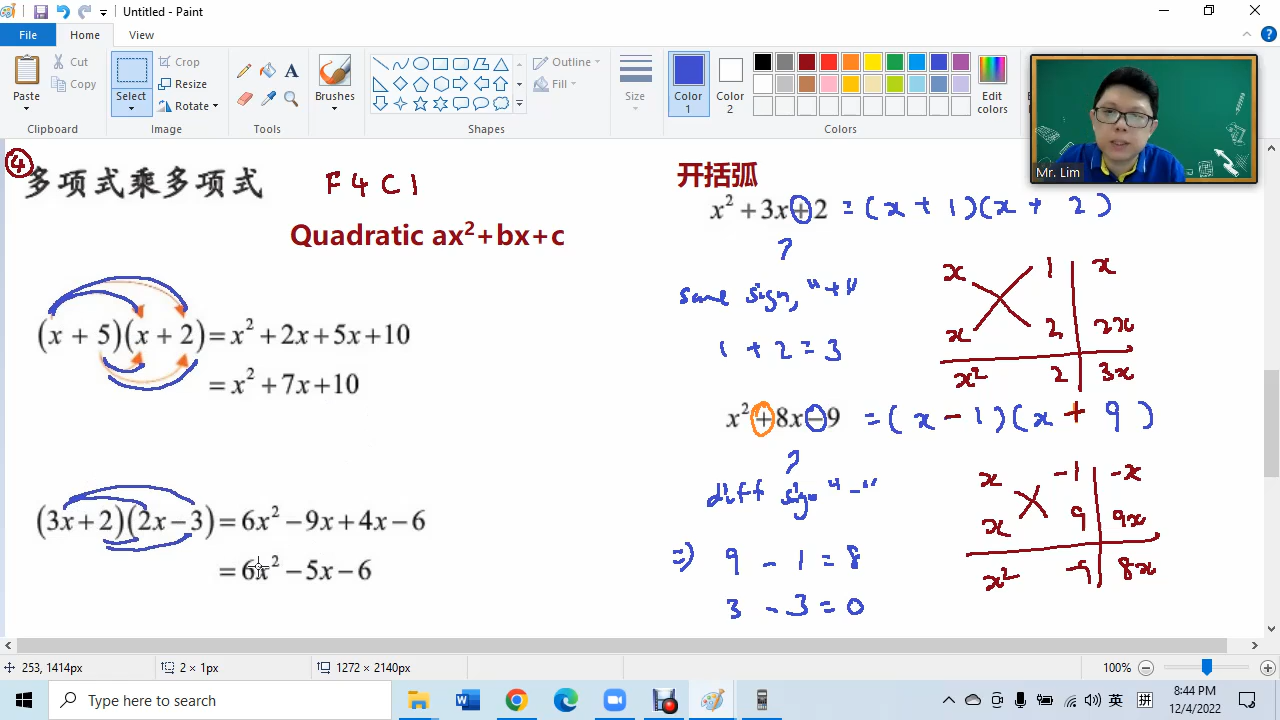 Untitled - Paint
File Home View
Paste
Cut
Copy
Clipboard
Select
Crop
Resize
Rotate
Image
A
Tools
Brushes
Shapes
Outline
Fill
Size
Color 1
Color 2
Edit colors
Colors
Mr. Lim
④ 多项式乘多项式 F4C1
Quadratic ax²+bx+c
(x + 5)(x + 2) = x² + 2x + 5x + 10
= x² + 7x + 10
(3x + 2)(2x − 3) = 6x² − 9x + 4x − 6
= 6x² − 5x − 6
开括弧
x² + 3x + 2 = (x + 1)(x + 2)
same sign, "+"
1 + 2 = 3
x 1 x
x 2 2x
x² 2 3x
x² + 8x − 9 = (x − 1)(x + 9)
diff sign "−"
⇒) 9 − 1 = 8
3 − 3 = 0
x −1 −x
x 9 9x
x² −9 8x
253, 1414px
2 × 1px
1272 × 2140px
100%
Type here to search
英
拼
8:44 PM
12/4/2022